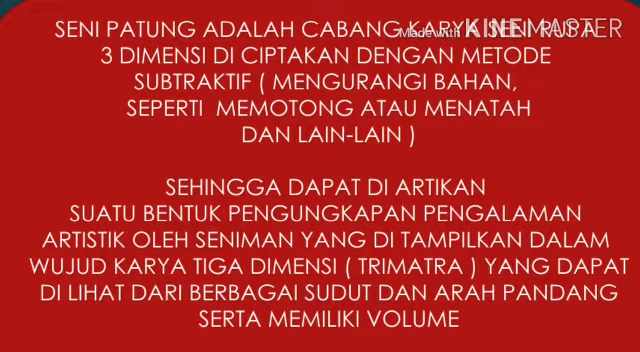 SENI PATUNG ADALAH CABANG KARYA SENI RUPA
Made with KINEMASTER
3 DIMENSI DI CIPTAKAN DENGAN METODE
SUBTRAKTIF ( MENGURANGI BAHAN,
SEPERTI MEMOTONG ATAU MENATAH
DAN LAIN-LAIN )
SEHINGGA DAPAT DI ARTIKAN
SUATU BENTUK PENGUNGKAPAN PENGALAMAN
ARTISTIK OLEH SENIMAN YANG DI TAMPILKAN DALAM
WUJUD KARYA TIGA DIMENSI ( TRIMATRA ) YANG DAPAT
DI LIHAT DARI BERBAGAI SUDUT DAN ARAH PANDANG
SERTA MEMILIKI VOLUME